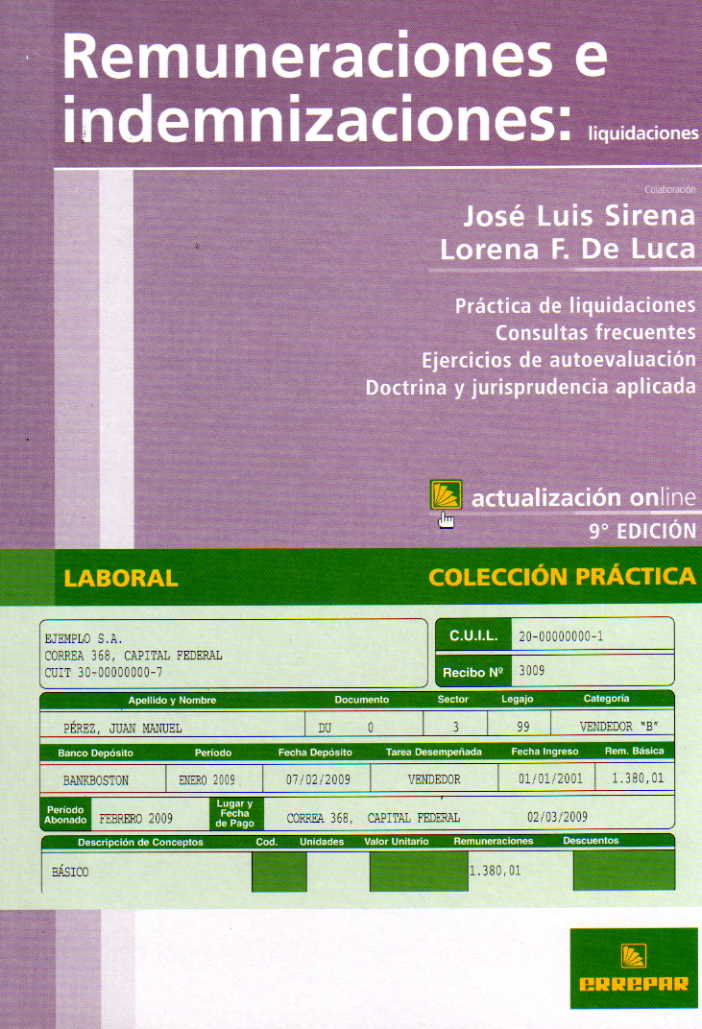 Remuneraciones e
indemnizaciones: liquidaciones
Colaboración
José Luis Sirena
Lorena F. De Luca
Práctica de liquidaciones
Consultas frecuentes
Ejercicios de autoevaluación
Doctrina y jurisprudencia aplicada
actualización online
9° EDICIÓN
LABORAL COLECCIÓN PRÁCTICA
EJEMPLO S.A.
CORREA 368, CAPITAL FEDERAL
CUIT 30-00000000-7
C.U.I.L. 20-00000000-1
Recibo Nº 3009
Apellido y Nombre Documento Sector Legajo Categoría
PÉREZ, JUAN MANUEL DU 0 3 99 VENDEDOR "B"
Banco Depósito Período Fecha Depósito Tarea Desempeñada Fecha Ingreso Rem. Básica
BANKBOSTON ENERO 2009 07/02/2009 VENDEDOR 01/01/2001 1.380,01
Período
Abonado FEBRERO 2009
Lugar y
Fecha
de Pago CORREA 368, CAPITAL FEDERAL 02/03/2009
Descripción de Conceptos Cod. Unidades Valor Unitario Remuneraciones Descuentos
BÁSICO 1.380,01
ERREPAR